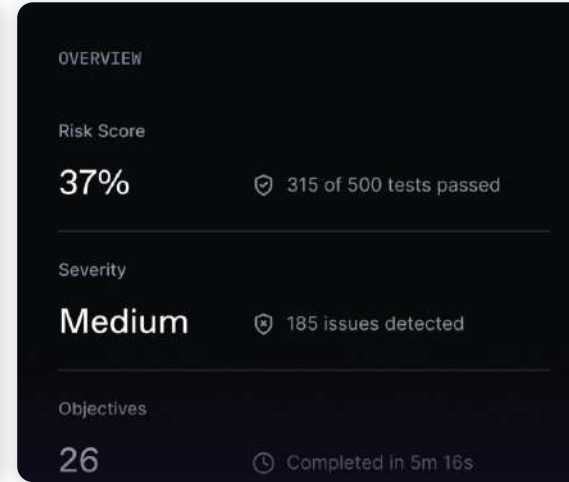 OVERVIEW
Risk Score
37% 315 of 500 tests passed
Severity
Medium 185 issues detected
Objectives
26 Completed in 5m 16s